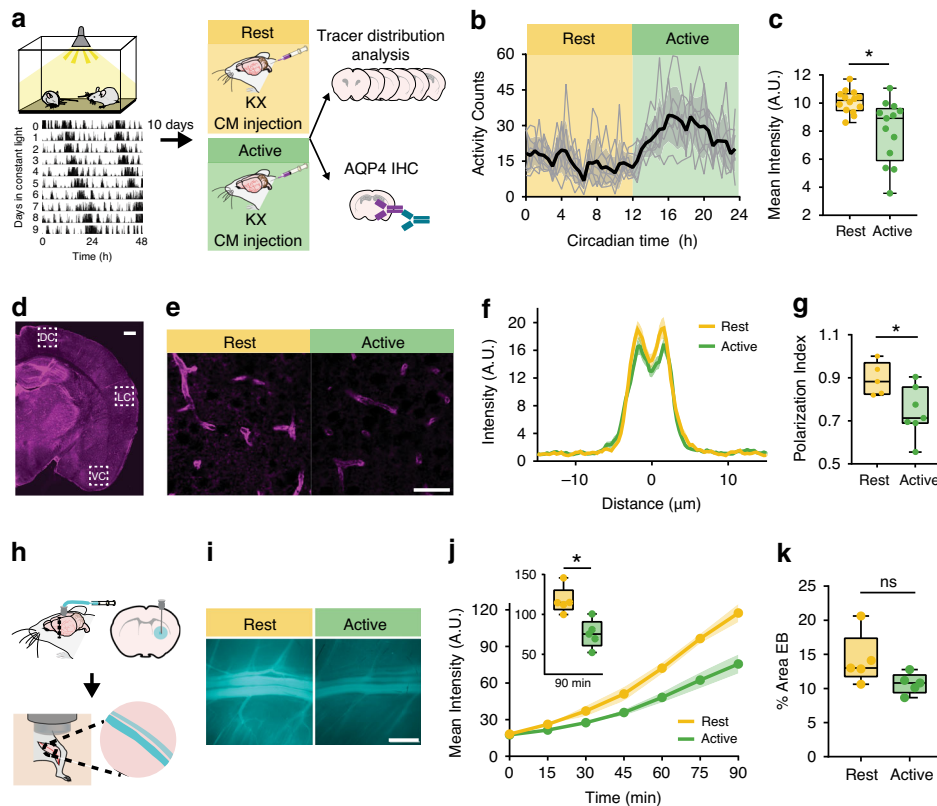 a
Rest
KX
CM injection
Active
KX
CM injection
10 days
Tracer distribution
analysis
AQP4 IHC
Days in constant light
0
1
2
3
4
5
6
7
8
9
0
24
48
Time (h)
b
Rest
Active
Activity Counts
60
45
30
15
0
0
4
8
12
16
20
24
Circadian time (h)
c
*
Mean Intensity (A.U.)
12
10
8
6
4
2
Rest Active
d
DC
LC
VC
e
Rest
Active
f
Intensity (A.U.)
20
16
12
8
4
0
Rest
Active
−10
0
10
Distance (µm)
g
*
Polarization Index
0.9
0.7
0.5
Rest Active
h
i
Rest
Active
j
Mean Intensity (A.U.)
120
90
60
30
0
*
150
100
50
90 min
Rest
Active
0
15
30
45
60
75
90
Time (min)
k
ns
% Area EB
25
20
15
10
5
0
Rest Active